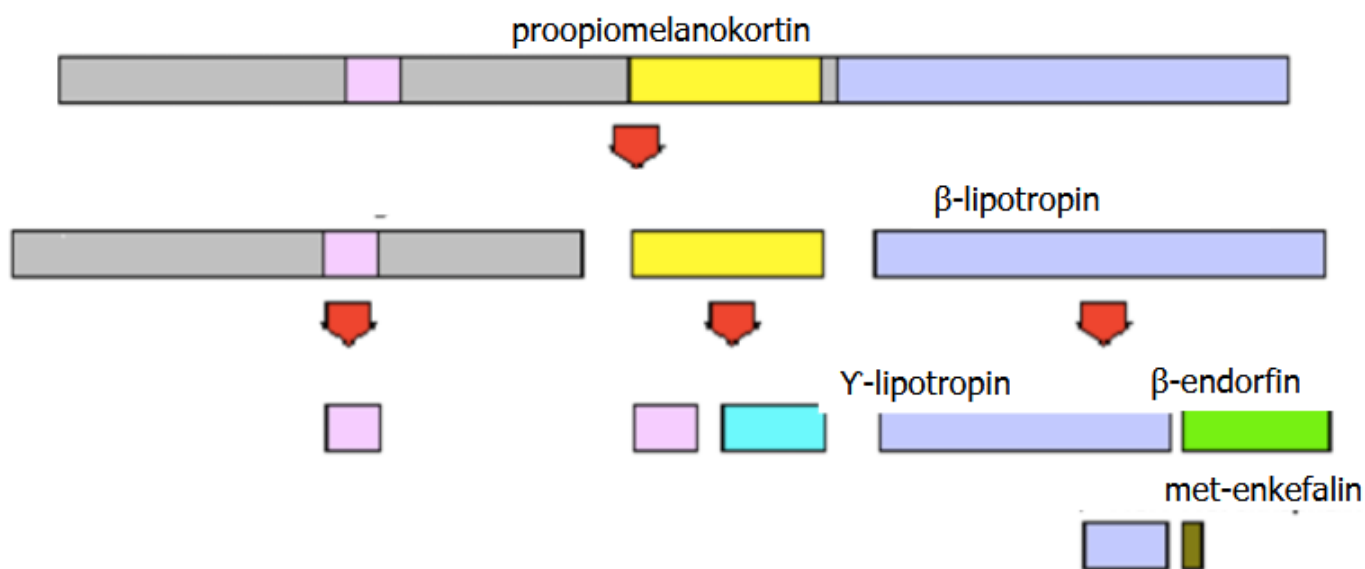 proopiomelanokortin
β-lipotropin
ϒ-lipotropin
β-endorfin
met-enkefalin